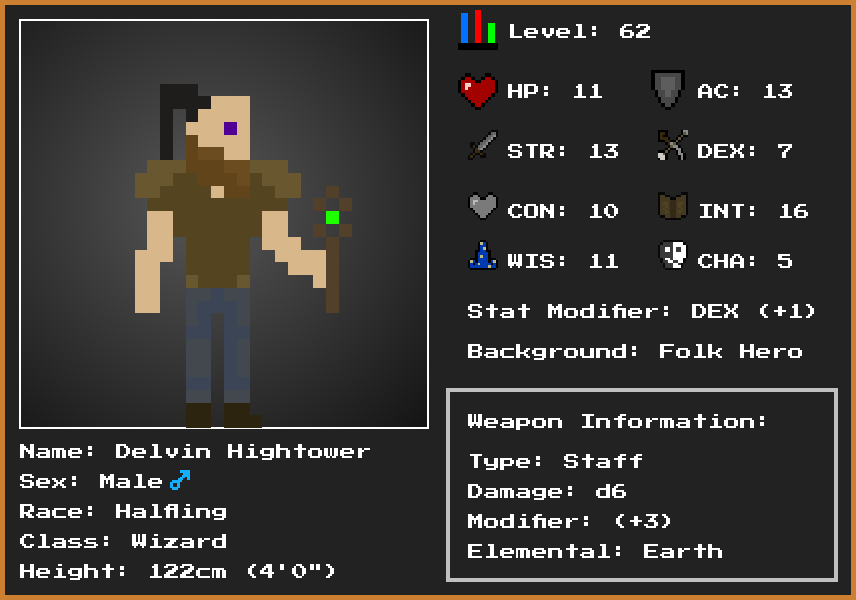 Level: 62
HP: 11 AC: 13
STR: 13 DEX: 7
CON: 10 INT: 16
WIS: 11 CHA: 5
Stat Modifier: DEX (+1)
Background: Folk Hero
Weapon Information:
Type: Staff
Damage: d6
Modifier: (+3)
Elemental: Earth
Name: Delvin Hightower
Sex: Male♂
Race: Halfling
Class: Wizard
Height: 122cm (4'0")